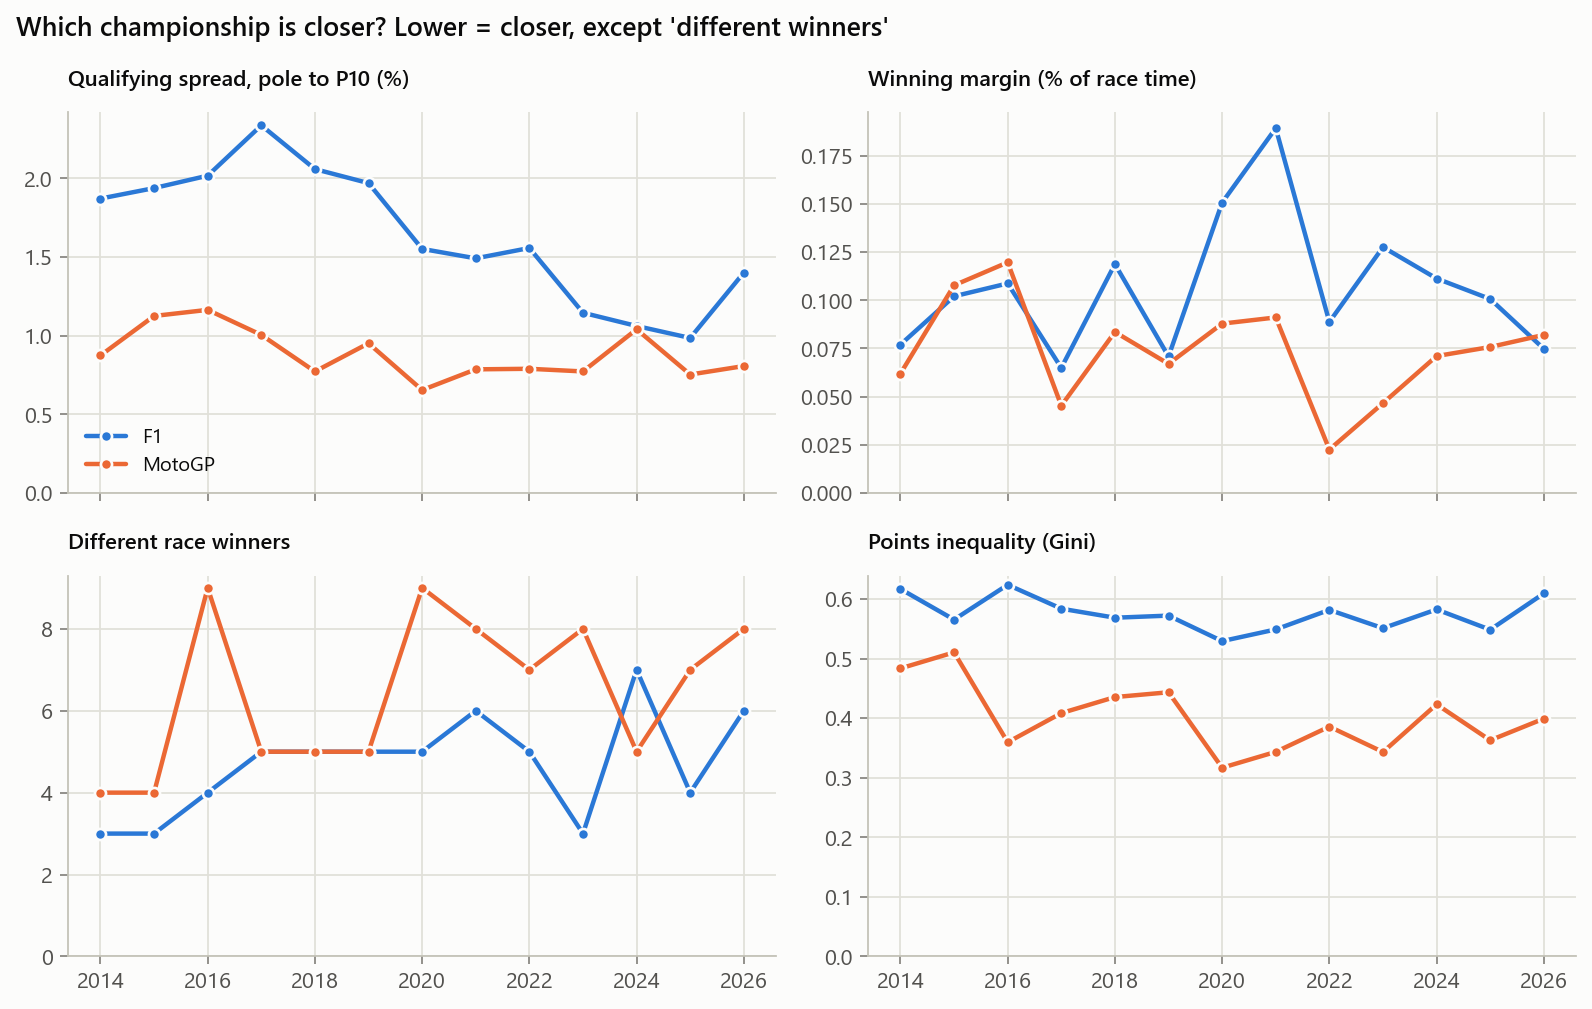 Which championship is closer? Lower = closer, except 'different winners'
Qualifying spread, pole to P10 (%)
2.0
1.5
1.0
0.5
0.0
F1
MotoGP
Winning margin (% of race time)
0.175
0.150
0.125
0.100
0.075
0.050
0.025
0.000
Different race winners
8
6
4
2
0
2014 2016 2018 2020 2022 2024 2026
Points inequality (Gini)
0.6
0.5
0.4
0.3
0.2
0.1
0.0
2014 2016 2018 2020 2022 2024 2026